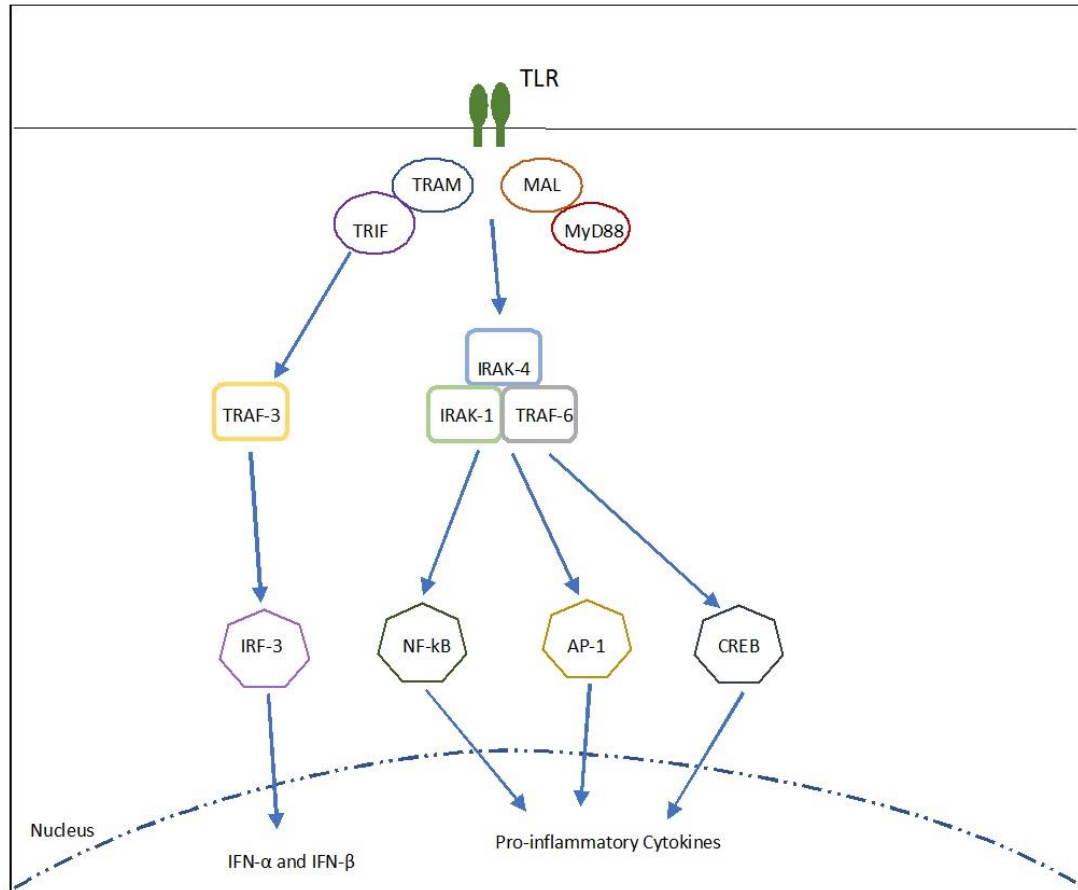 TLR
TRAM
MAL
TRIF
MyD88
IRAK-4
TRAF-3
IRAK-1
TRAF-6
IRF-3
NF-kB
AP-1
CREB
Nucleus
Pro-inflammatory Cytokines
IFN-α and IFN-β